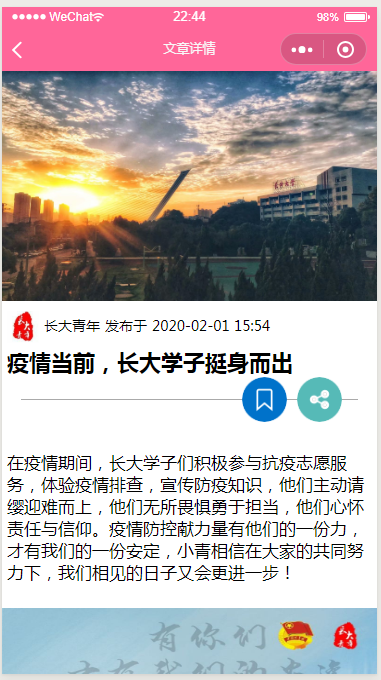 WeChat
22:44
98%
文章详情
长大青年 发布于 2020-02-01 15:54
疫情当前，长大学子挺身而出
在疫情期间，长大学子们积极参与抗疫志愿服
务，体验疫情排查，宣传防疫知识，他们主动请
缨迎难而上，他们无所畏惧勇于担当，他们心怀
责任与信仰。疫情防控献力量有他们的一份力，
才有我们的一份安定，小青相信在大家的共同努
力下，我们相见的日子又会更进一步！
有你们